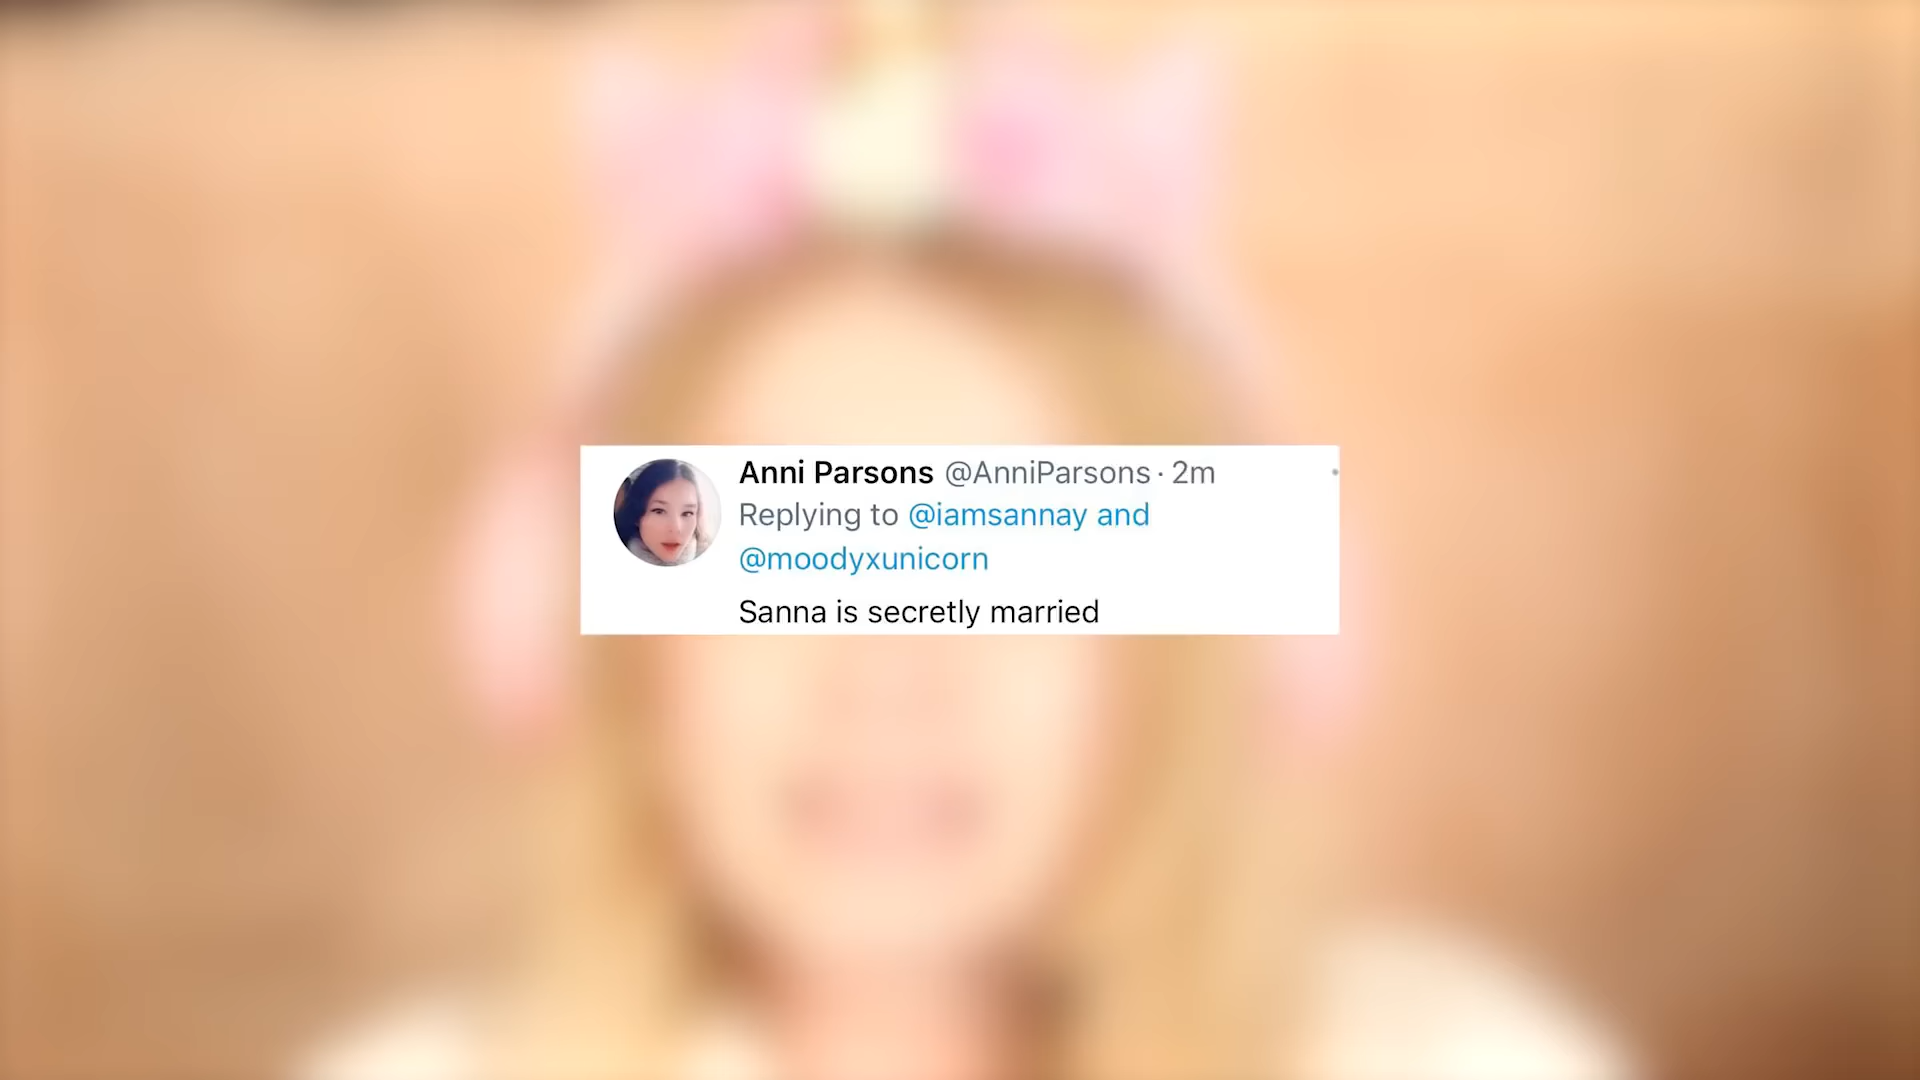 Anni Parsons @AnniParsons · 2m
Replying to @iamsannay and
@moodyxunicorn
Sanna is secretly married